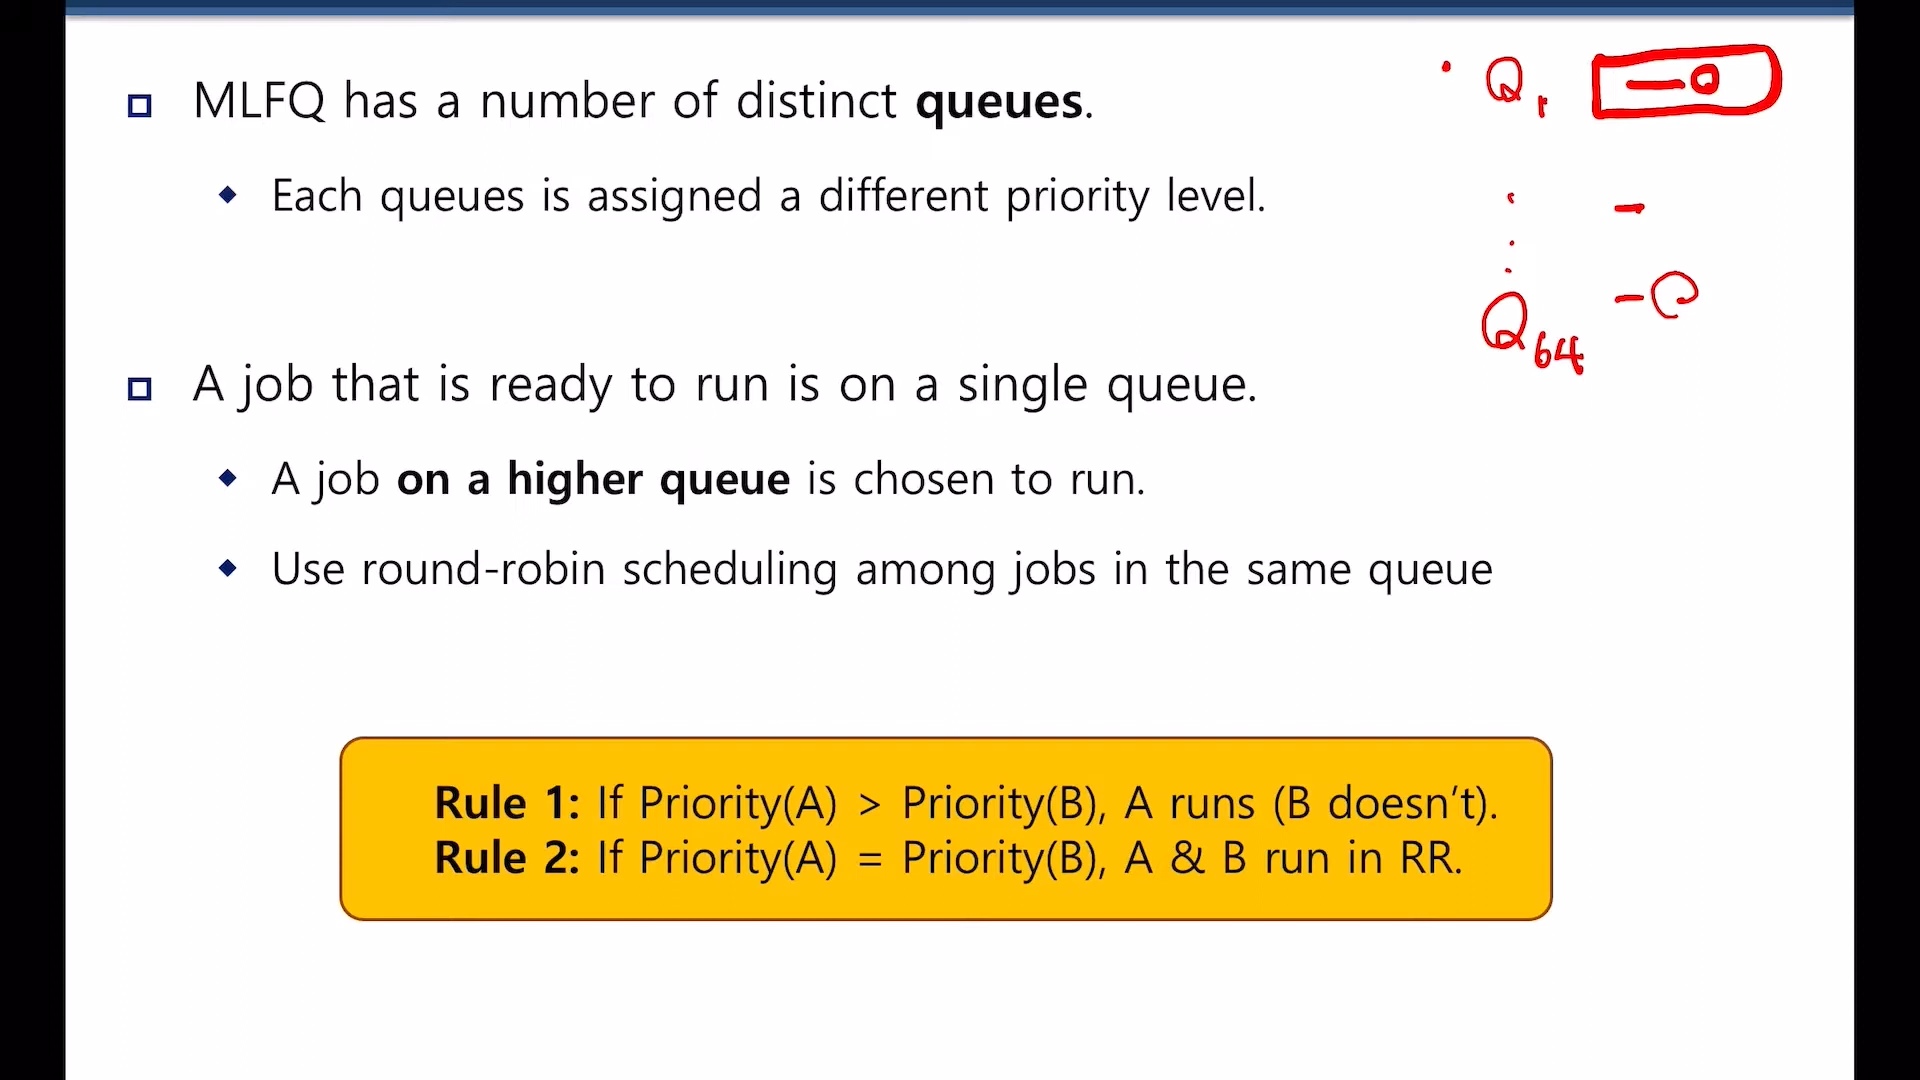 MLFQ has a number of distinct queues.
Each queues is assigned a different priority level.
A job that is ready to run is on a single queue.
A job on a higher queue is chosen to run.
Use round-robin scheduling among jobs in the same queue
Rule 1: If Priority(A) > Priority(B), A runs (B doesn’t).
Rule 2: If Priority(A) = Priority(B), A & B run in RR.
Q1
Q64